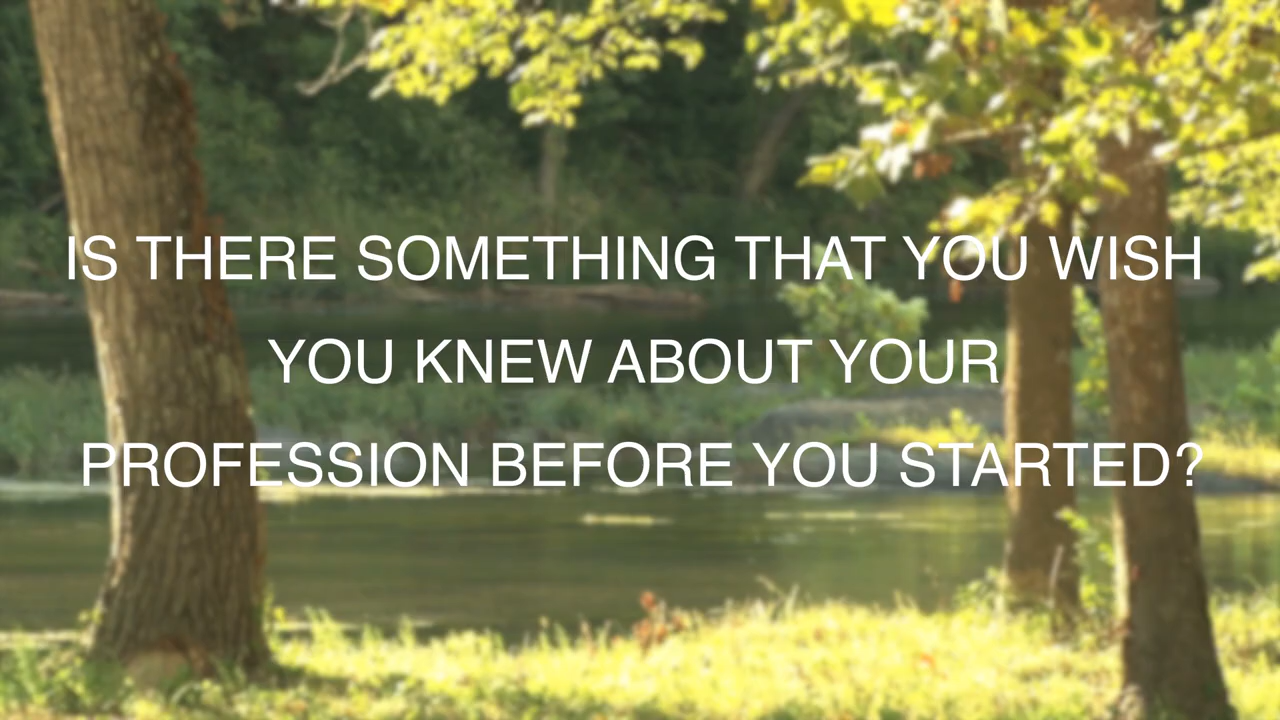 IS THERE SOMETHING THAT YOU WISH
YOU KNEW ABOUT YOUR
PROFESSION BEFORE YOU STARTED?